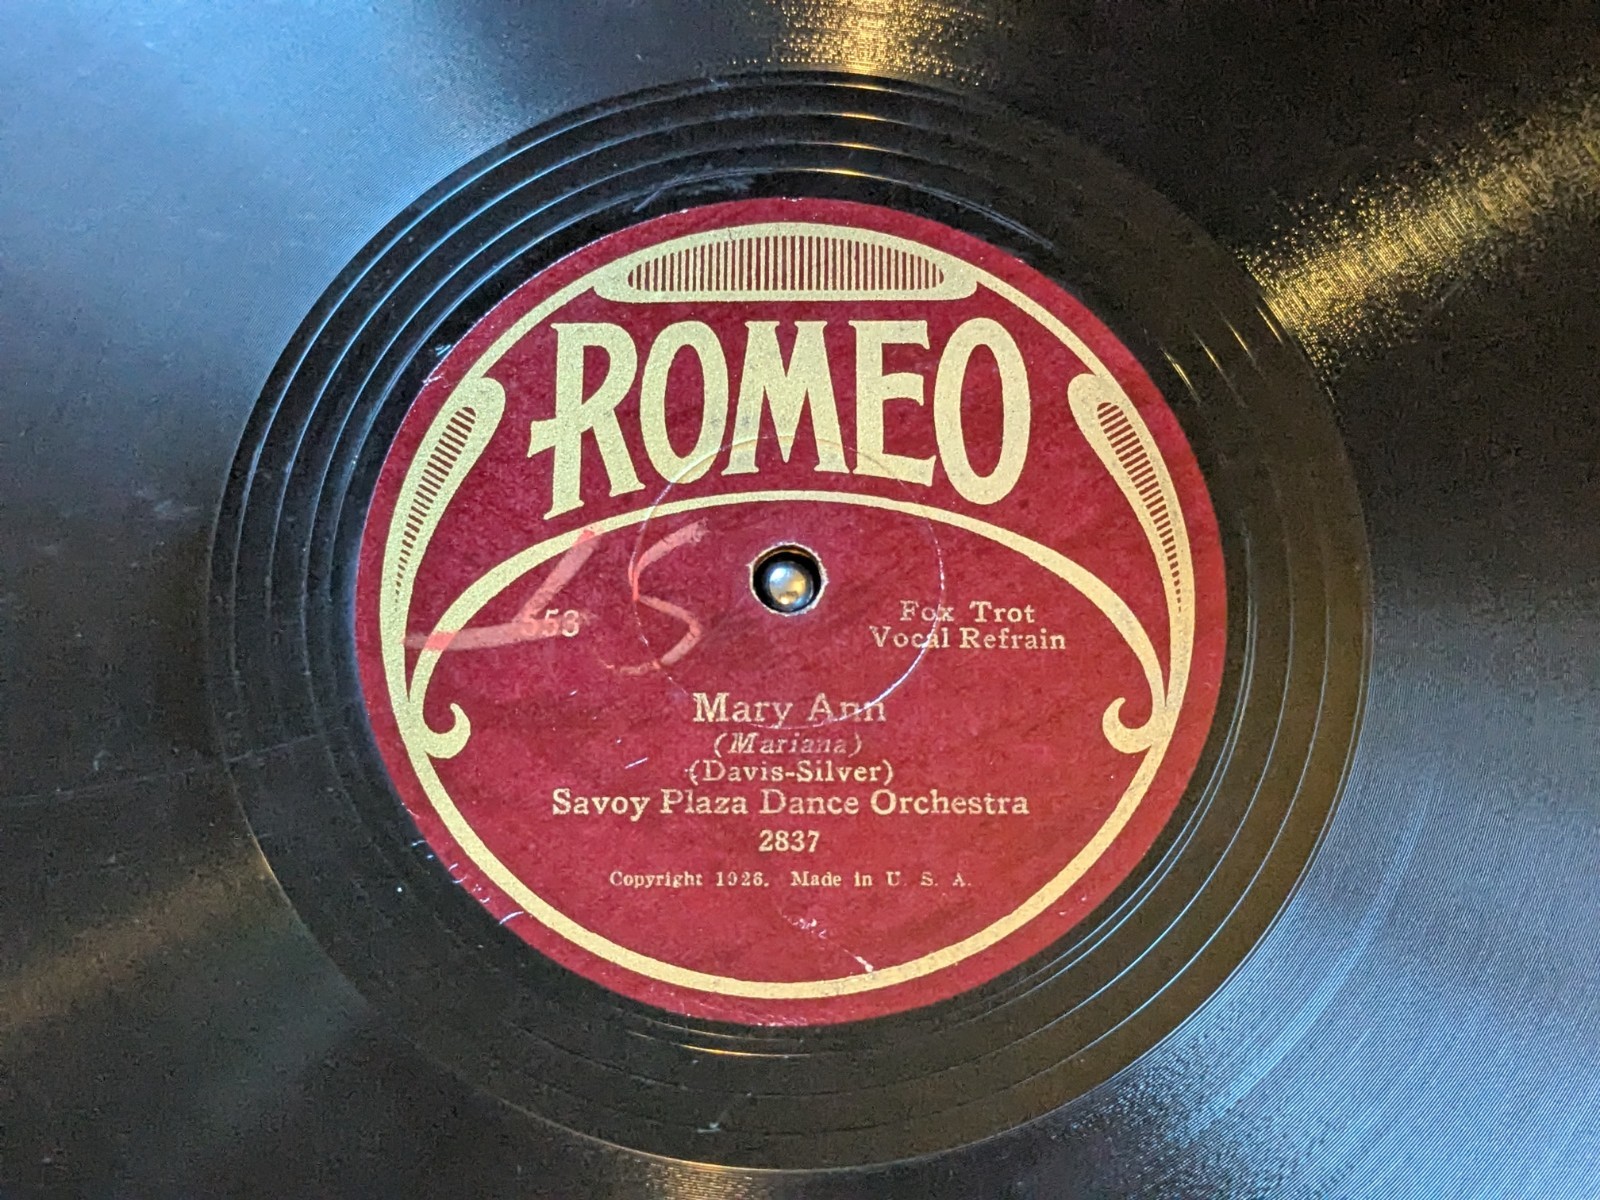 ROMEO
LS
553
Fox Trot
Vocal Refrain
Mary Ann
(Mariana)
(Davis-Silver)
Savoy Plaza Dance Orchestra
2837
Copyright 1926. Made in U. S. A.